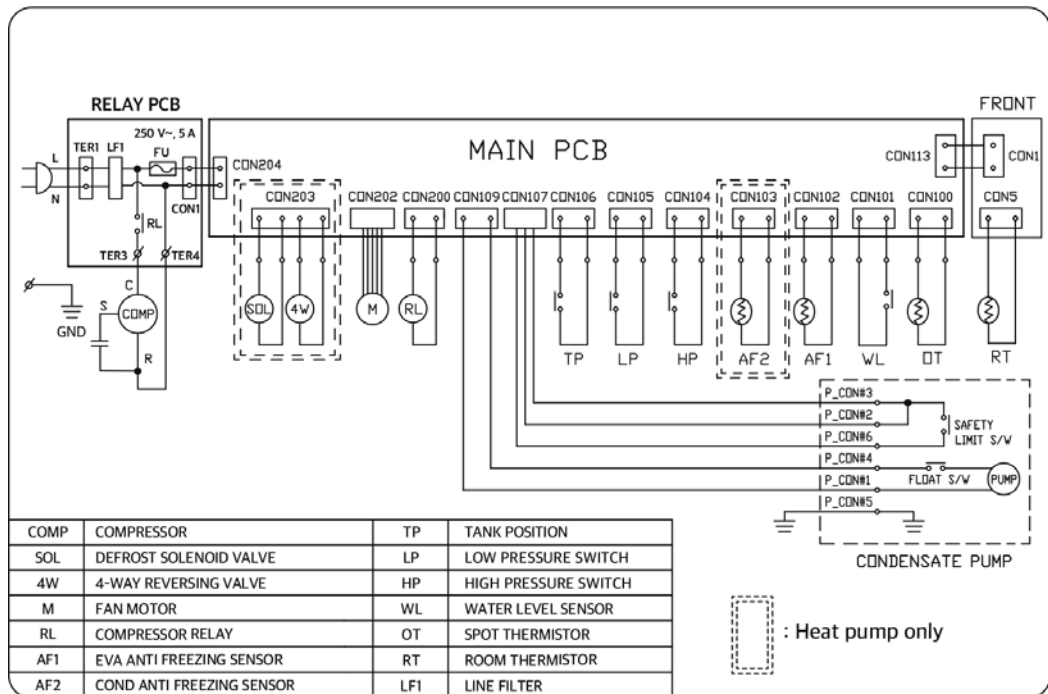 RELAY PCB
250 V~, 5 A
TER1 LF1 FU
L
N
CON1
RL
TER3 TER4
C
S
COMP
R
GND
MAIN PCB
CON204
CON203 CON202 CON200 CON109 CON107 CON106 CON105 CON104 CON103 CON102 CON101 CON100
CON113
FRONT
CON1
CON5
SOL 4W M RL
TP LP HP AF2 AF1 WL OT RT
P_CON#3
P_CON#2
P_CON#6
P_CON#4
P_CON#1
P_CON#5
SAFETY
LIMIT S/W
FLOAT S/W
PUMP
CONDENSATE PUMP
COMP COMPRESSOR TP TANK POSITION
SOL DEFROST SOLENOID VALVE LP LOW PRESSURE SWITCH
4W 4-WAY REVERSING VALVE HP HIGH PRESSURE SWITCH
M FAN MOTOR WL WATER LEVEL SENSOR
RL COMPRESSOR RELAY OT SPOT THERMISTOR
AF1 EVA ANTI FREEZING SENSOR RT ROOM THERMISTOR
AF2 COND ANTI FREEZING SENSOR LF1 LINE FILTER
: Heat pump only